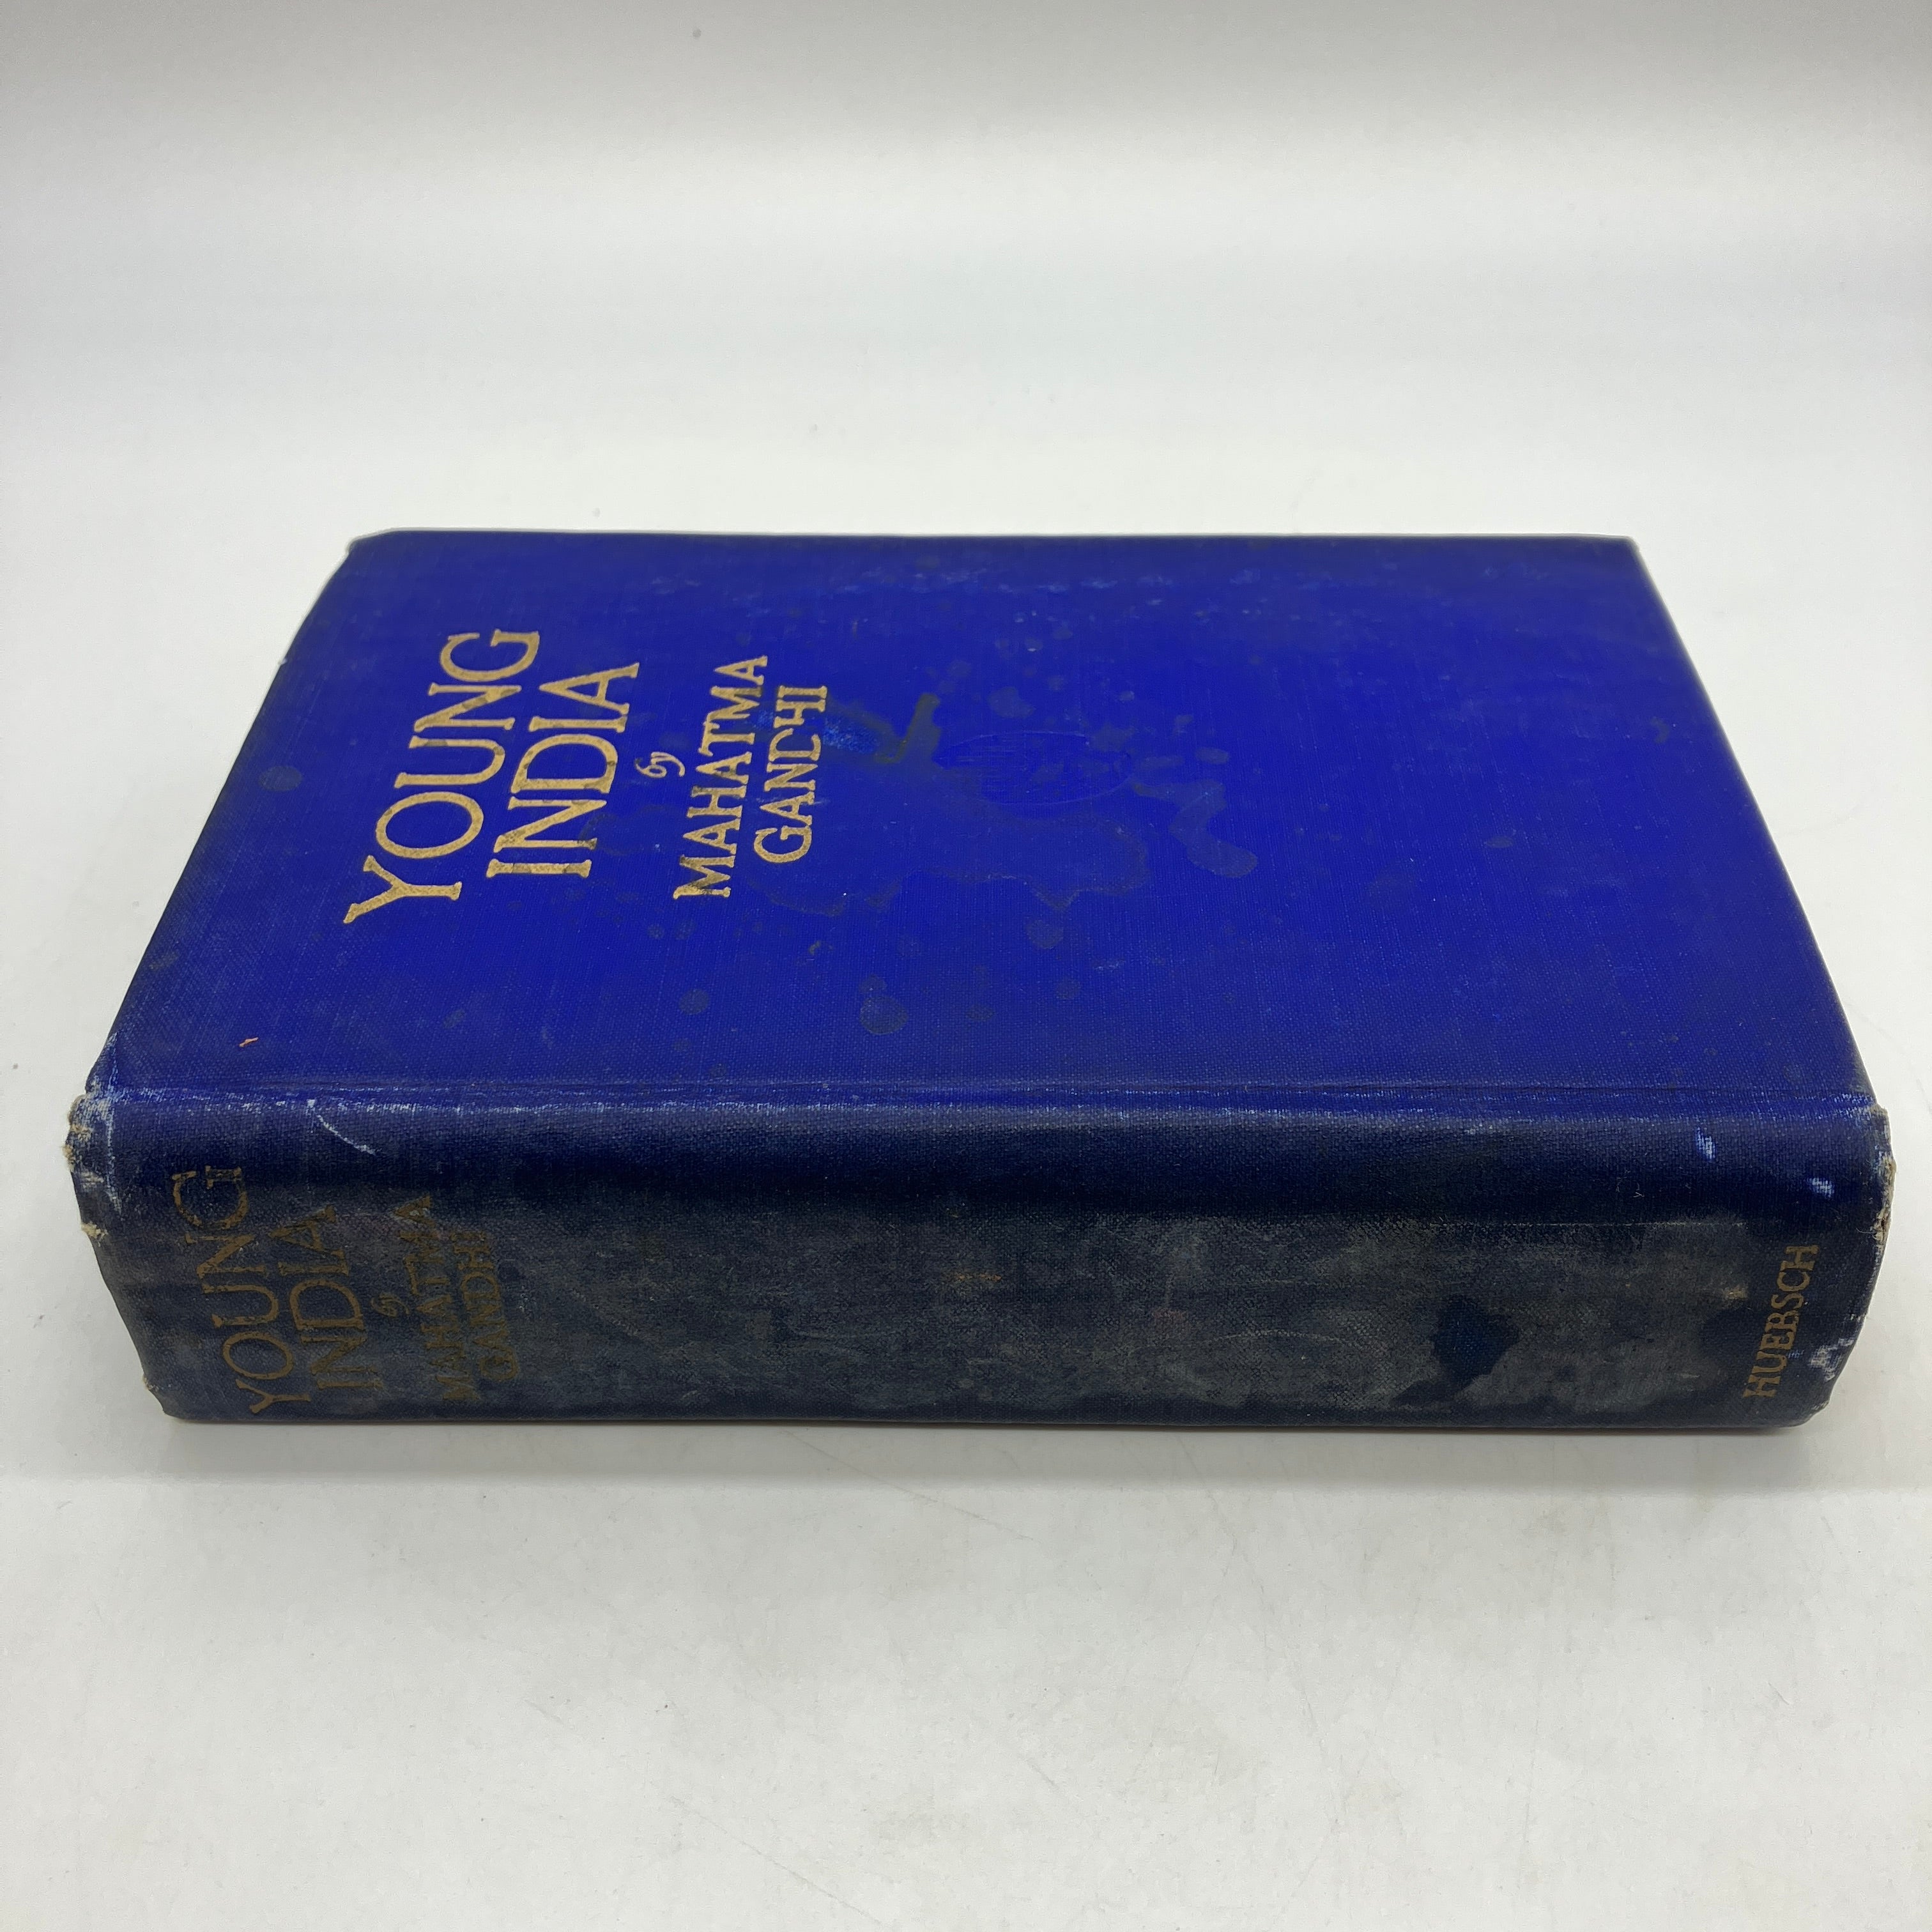 YOUNG
INDIA
by
MAHATMA
GANDHI
YOUNG
INDIA
by
MAHATMA
GANDHI
HUEBSCH